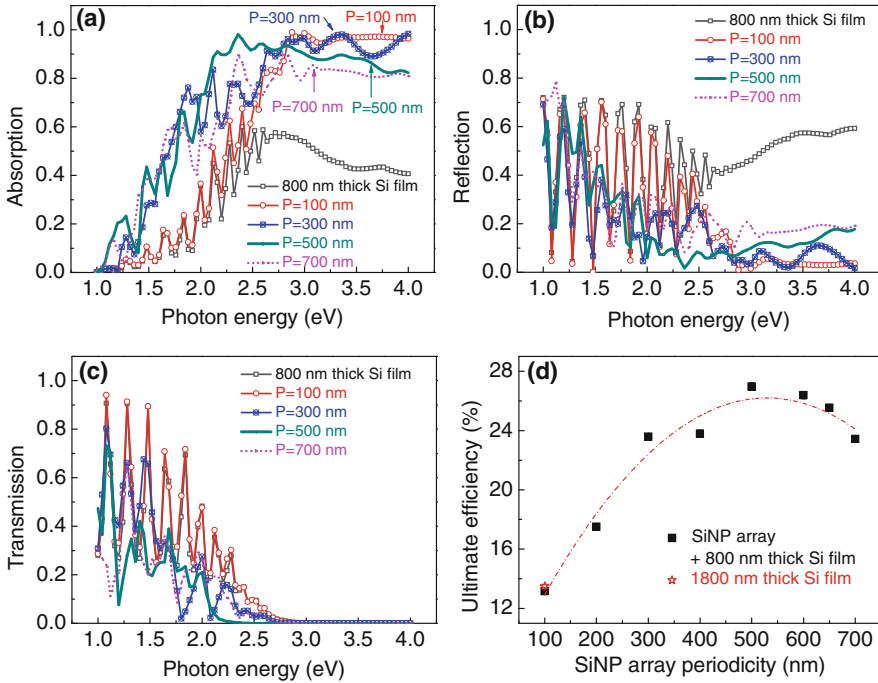 (a)
P=300 nm
P=100 nm
P=700 nm
P=500 nm
800 nm thick Si film
P=100 nm
P=300 nm
P=500 nm
P=700 nm
Absorption
1.0
0.8
0.6
0.4
0.2
0.0
1.0 1.5 2.0 2.5 3.0 3.5 4.0
Photon energy (eV)
(b)
800 nm thick Si film
P=100 nm
P=300 nm
P=500 nm
P=700 nm
Reflection
1.0
0.8
0.6
0.4
0.2
0.0
1.0 1.5 2.0 2.5 3.0 3.5 4.0
Photon energy (eV)
(c)
800 nm thick Si film
P=100 nm
P=300 nm
P=500 nm
P=700 nm
Transmission
1.0
0.8
0.6
0.4
0.2
0.0
1.0 1.5 2.0 2.5 3.0 3.5 4.0
Photon energy (eV)
(d)
Ultimate efficiency (%)
28
26
22
18
14
12
SiNP array
+ 800 nm thick Si film
1800 nm thick Si film
100 200 300 400 500 600 700
SiNP array periodicity (nm)